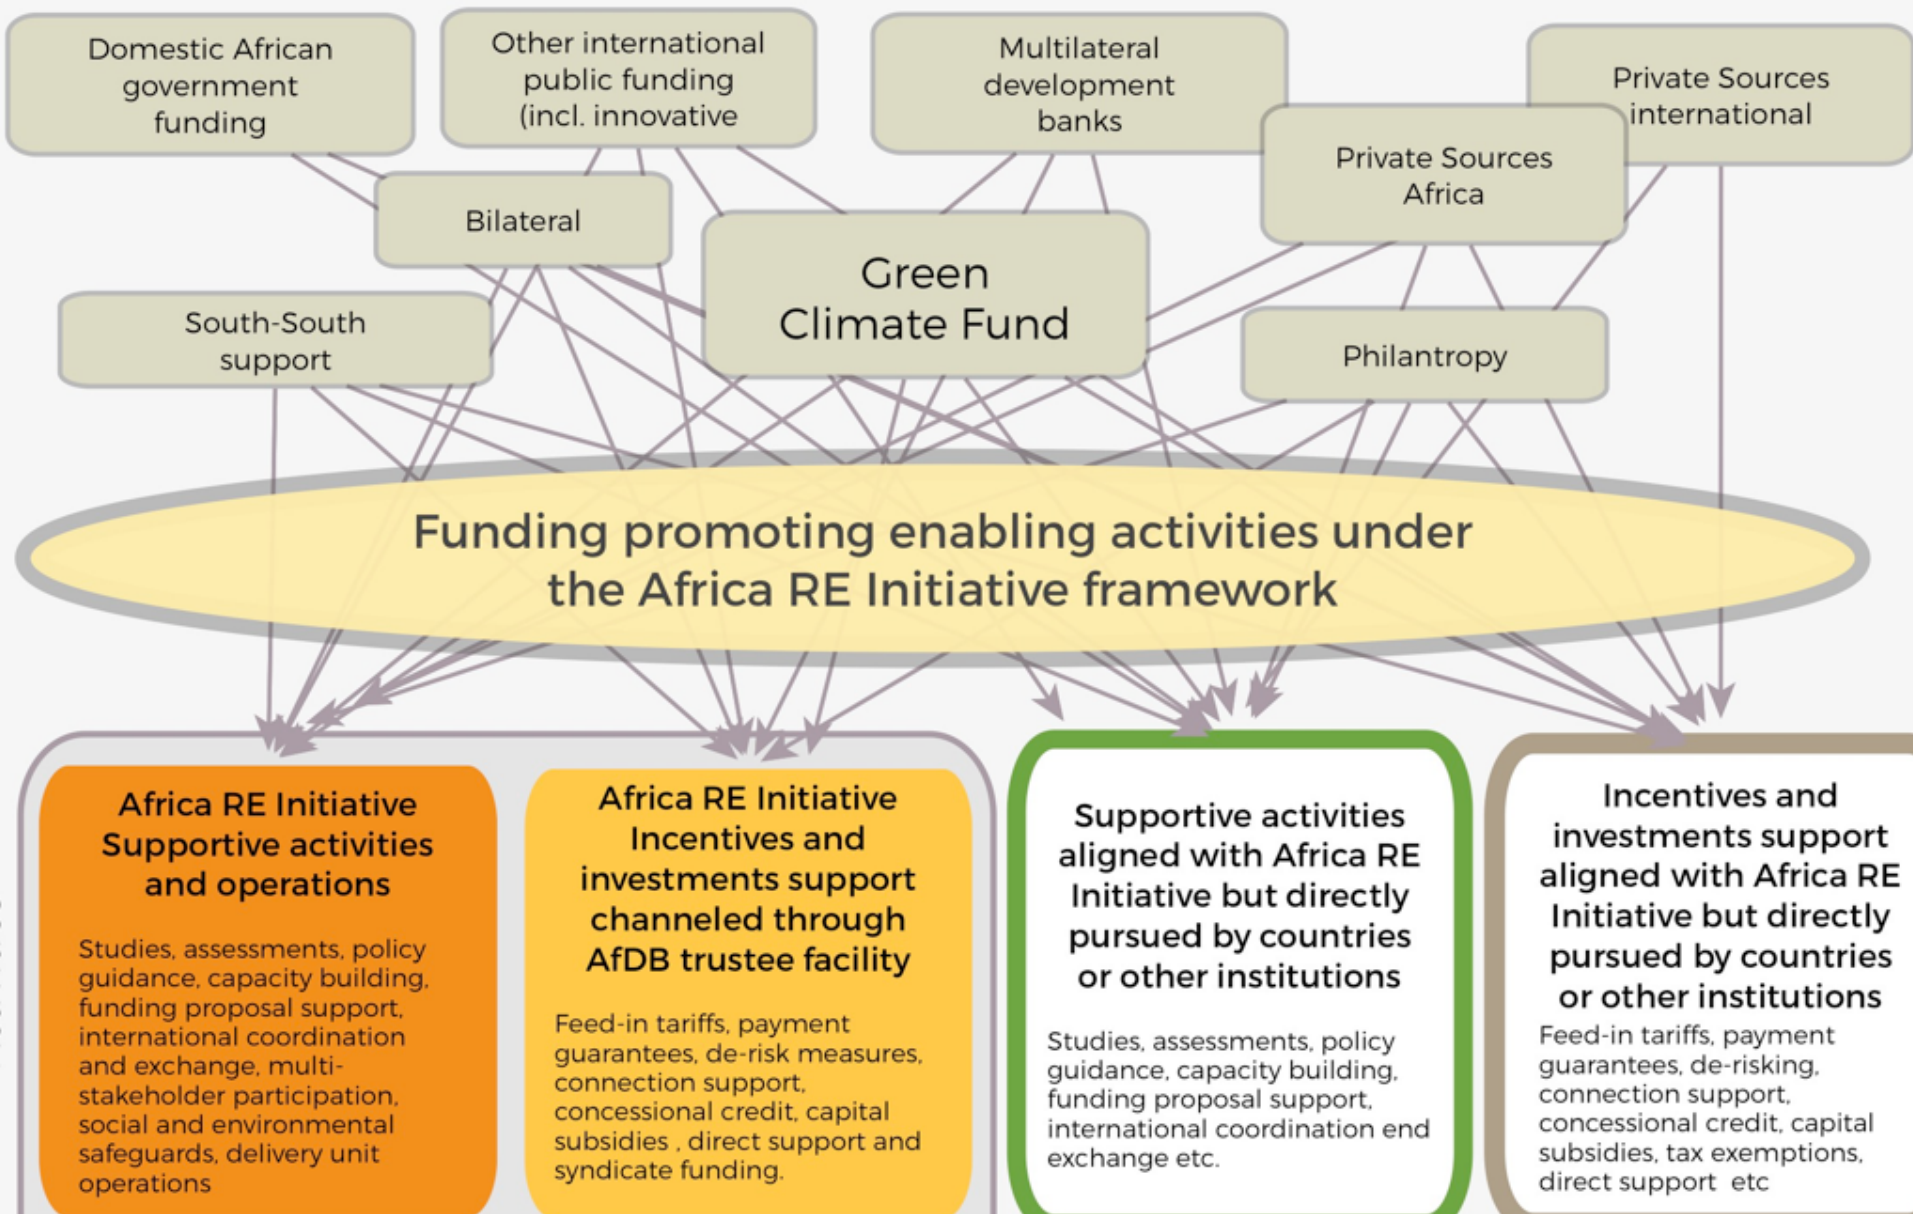 Domestic African
government
funding
Other international
public funding
(incl. innovative
Multilateral
development
banks
Private Sources
international
Private Sources
Africa
Bilateral
Green
Climate Fund
South-South
support
Philantropy
Funding promoting enabling activities under
the Africa RE Initiative framework
Africa RE Initiative
Supportive activities
and operations
Studies, assessments, policy
guidance, capacity building,
funding proposal support,
international coordination
and exchange, multi-
stakeholder participation,
social and environmental
safeguards, delivery unit
operations
Africa RE Initiative
Incentives and
investments support
channeled through
AfDB trustee facility
Feed-in tariffs, payment
guarantees, de-risk measures,
connection support,
concessional credit, capital
subsidies , direct support and
syndicate funding.
Supportive activities
aligned with Africa RE
Initiative but directly
pursued by countries
or other institutions
Studies, assessments, policy
guidance, capacity building,
funding proposal support,
international coordination end
exchange etc.
Incentives and
investments support
aligned with Africa RE
Initiative but directly
pursued by countries
or other institutions
Feed-in tariffs, payment
guarantees, de-risking,
connection support,
concessional credit, capital
subsidies, tax exemptions,
direct support etc